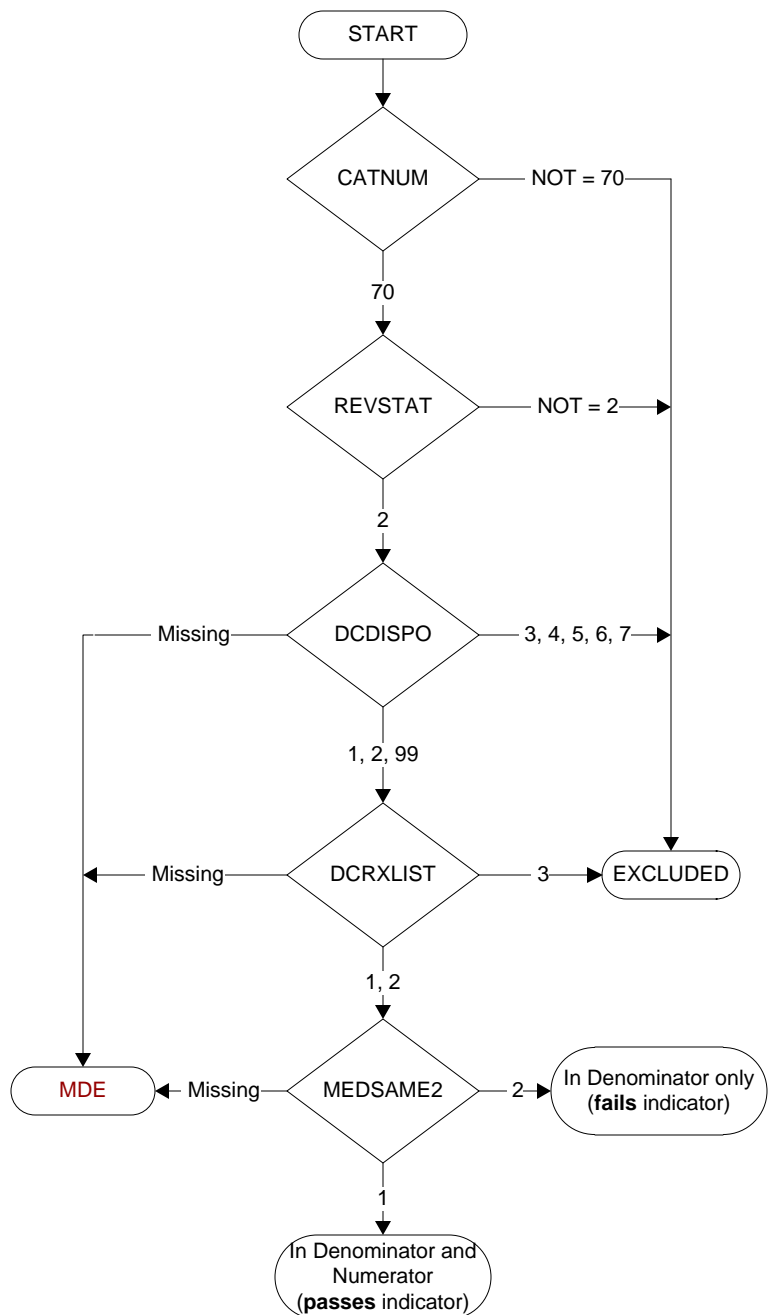 START
CATNUM
NOT = 70
70
REVSTAT
NOT = 2
2
Missing
DCDISPO
3, 4, 5, 6, 7
1, 2, 99
Missing
DCRXLIST
3
EXCLUDED
1, 2
MDE
Missing
MEDSAME2
2
In Denominator only
(fails indicator)
1
In Denominator and
Numerator
(passes indicator)